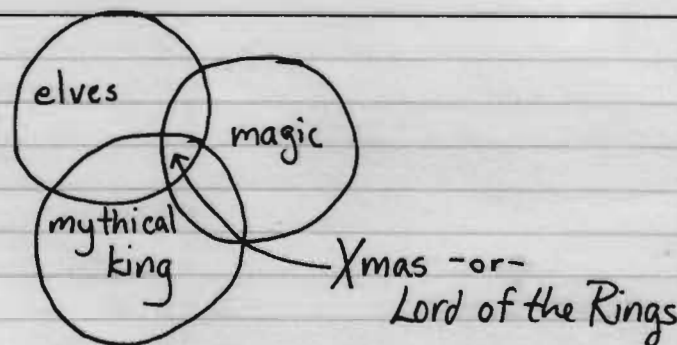 elves
magic
mythical
king
Xmas -or-
Lord of the Rings